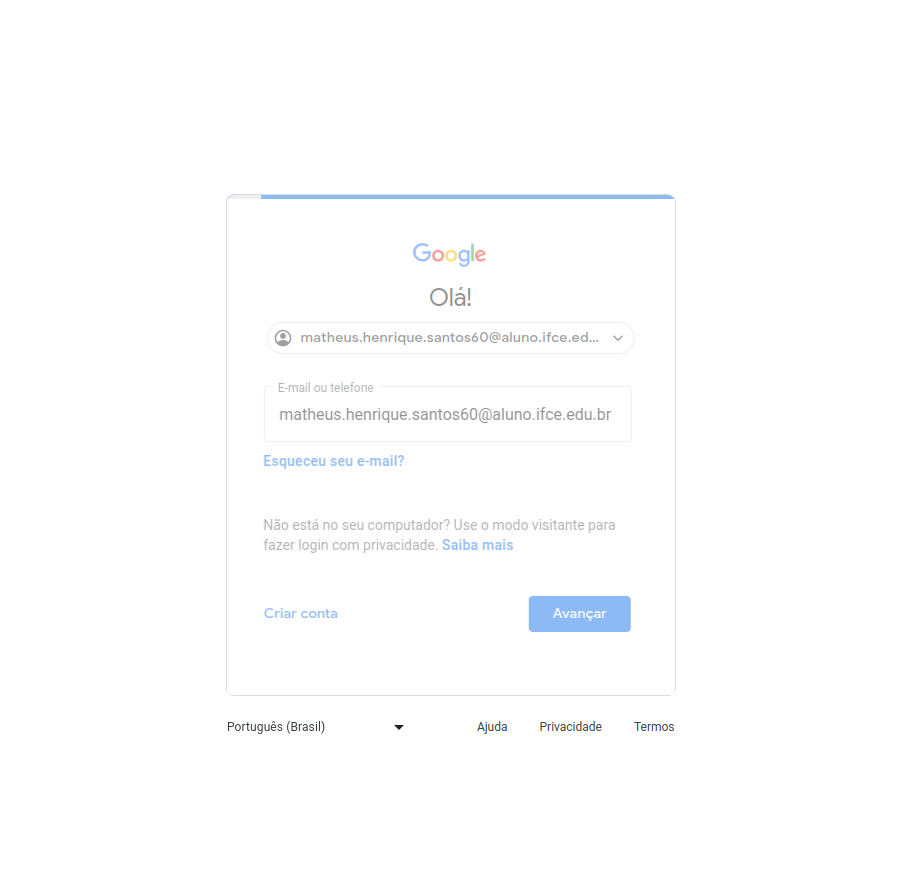 Google
Olá!
matheus.henrique.santos60@aluno.ifce.ed...
E-mail ou telefone
matheus.henrique.santos60@aluno.ifce.edu.br
Esqueceu seu e-mail?
Não está no seu computador? Use o modo visitante para
fazer login com privacidade. Saiba mais
Criar conta
Avançar
Português (Brasil)
Ajuda
Privacidade
Termos